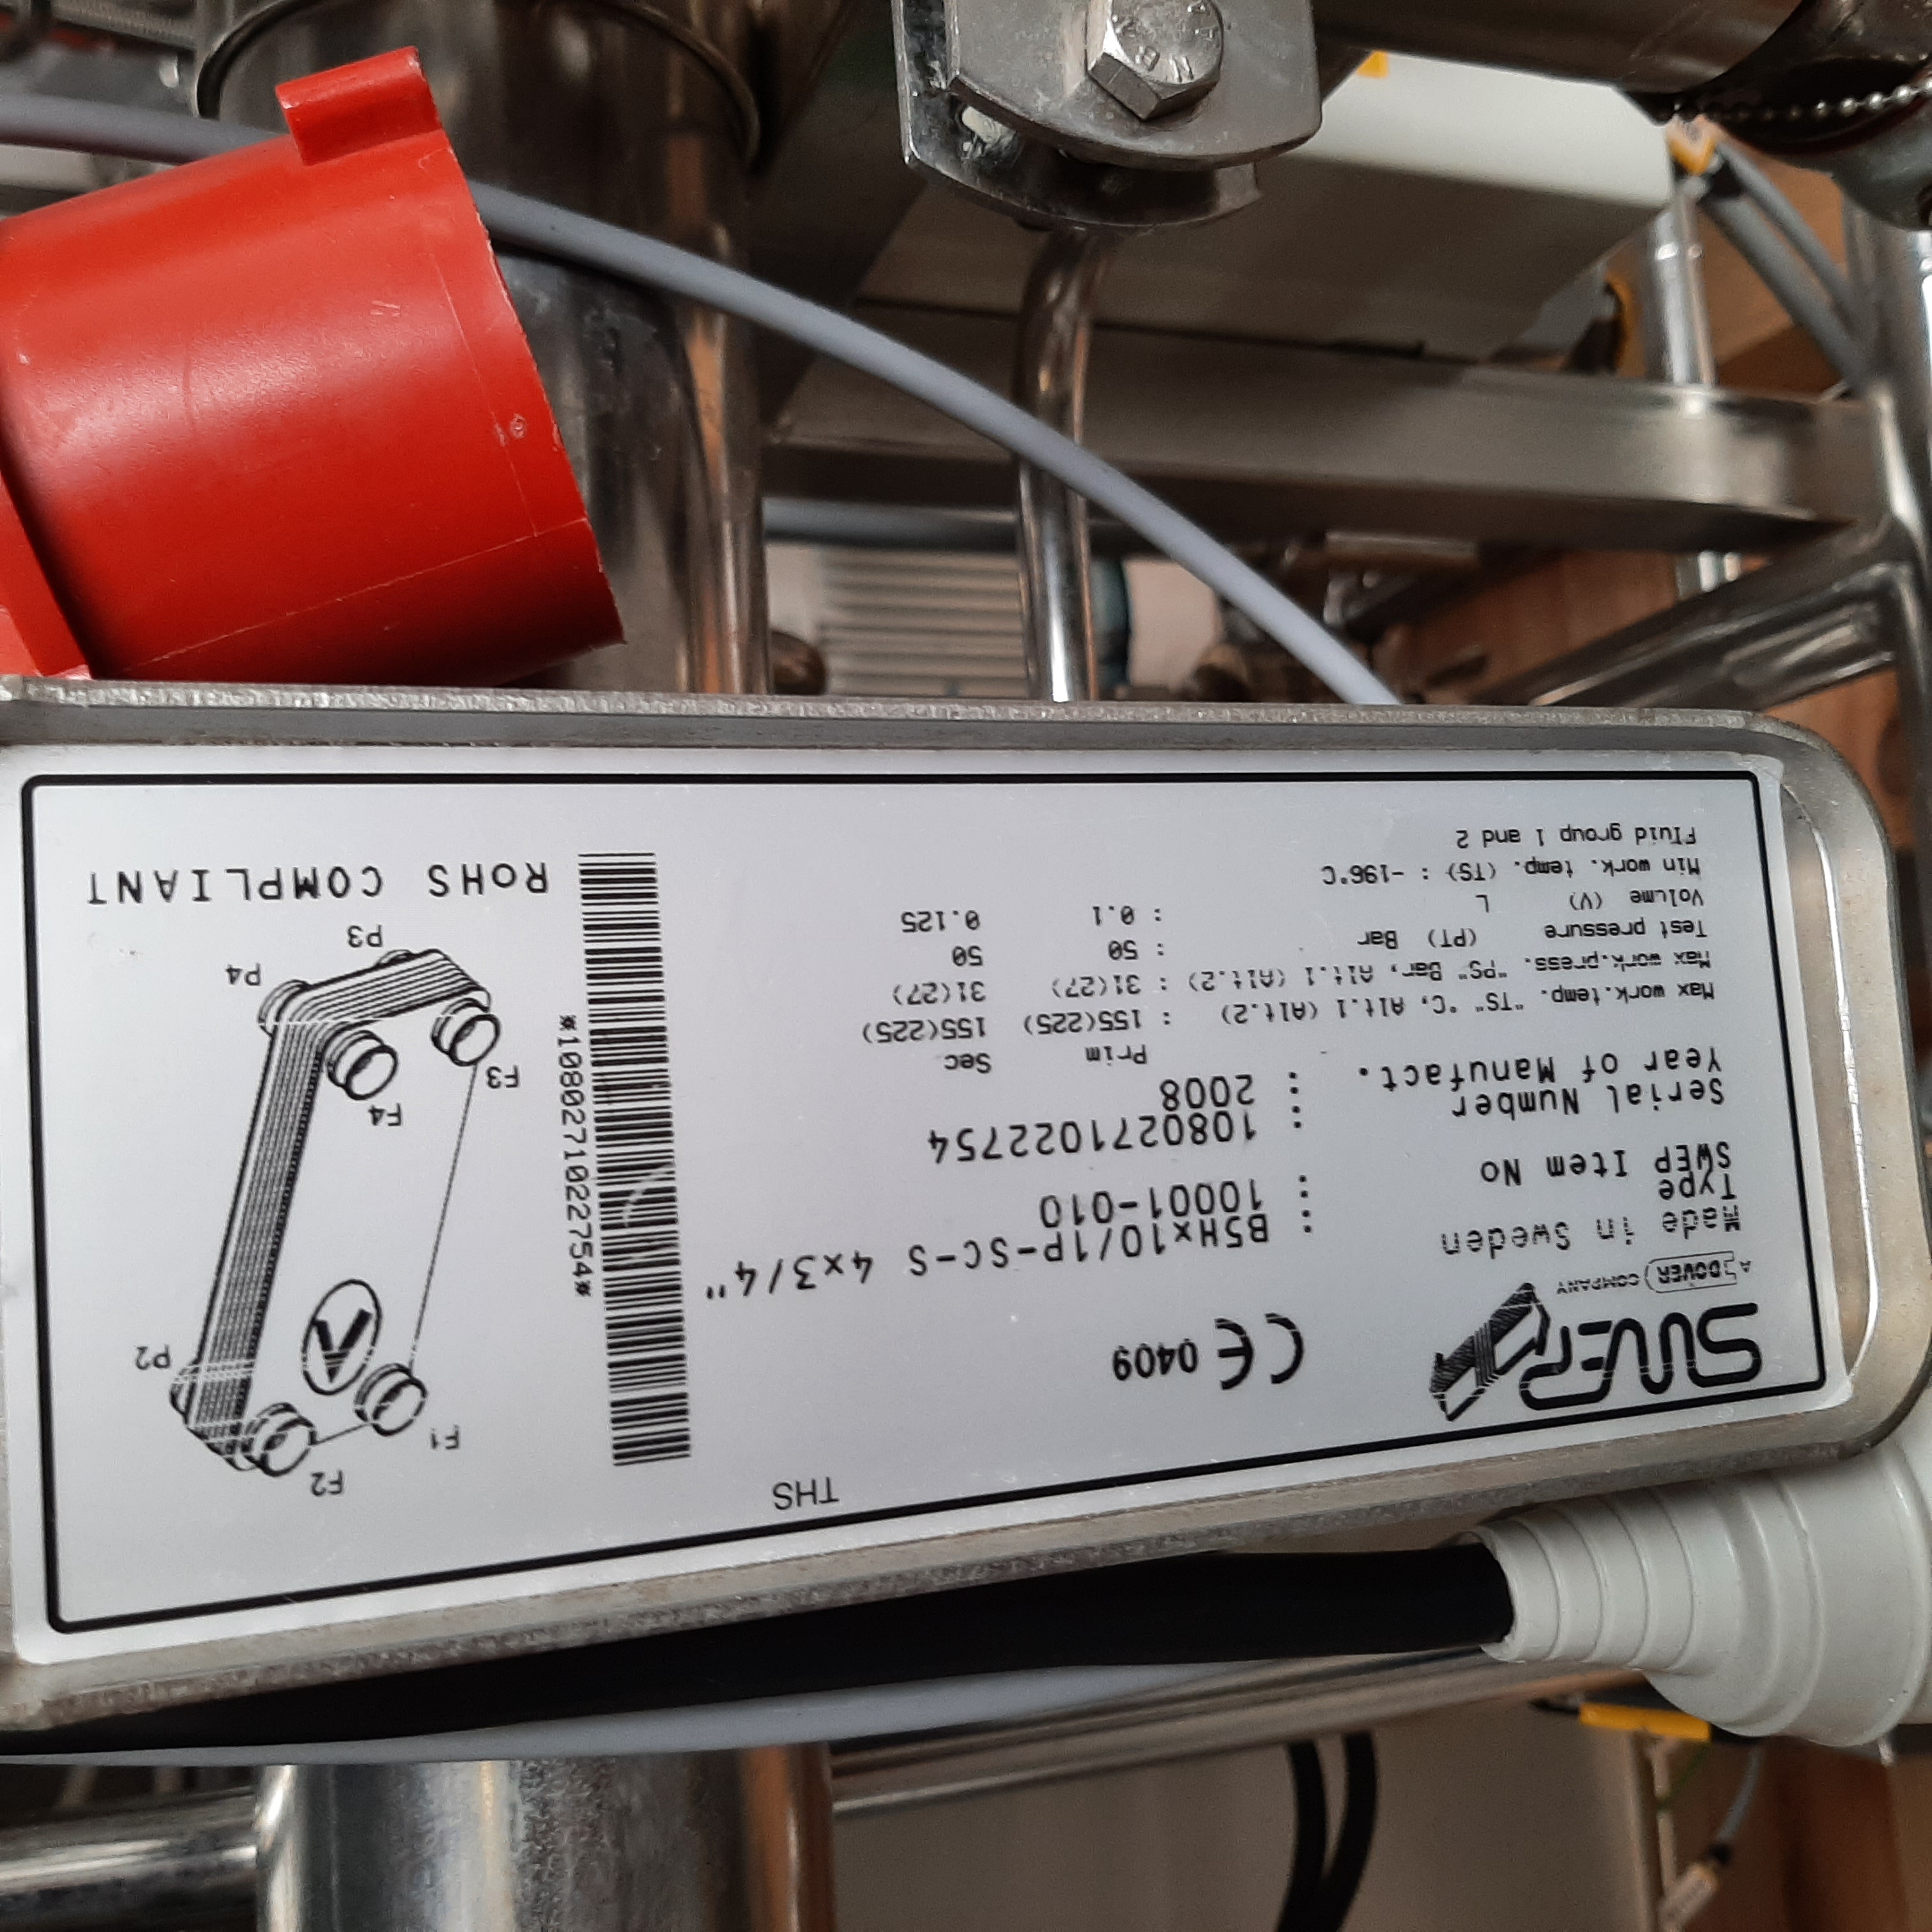 SWEP
A DOVER COMPANY
CE 0409
THS
Made in Sweden
Type : B5Hx10/1P-SC-S 4x3/4"
SWEP Item No : 10001-010
Serial Number : 1080271022754
Year of Manufact. : 2008
Prim Sec
Max work.temp. "TS" °C, Alt.1 (Alt.2) : 155(225) 155(225)
Max work.press. "PS" Bar, Alt.1 (Alt.2) : 31(27) 31(27)
Test pressure (PT) Bar : 50 50
Volume (V) L : 0.1 0.125
Min work. temp. (TS) : -196°C
Fluid group 1 and 2
*1080271022754*
F2
F1
P2
F4
F3
P4
P3
RoHS COMPLIANT